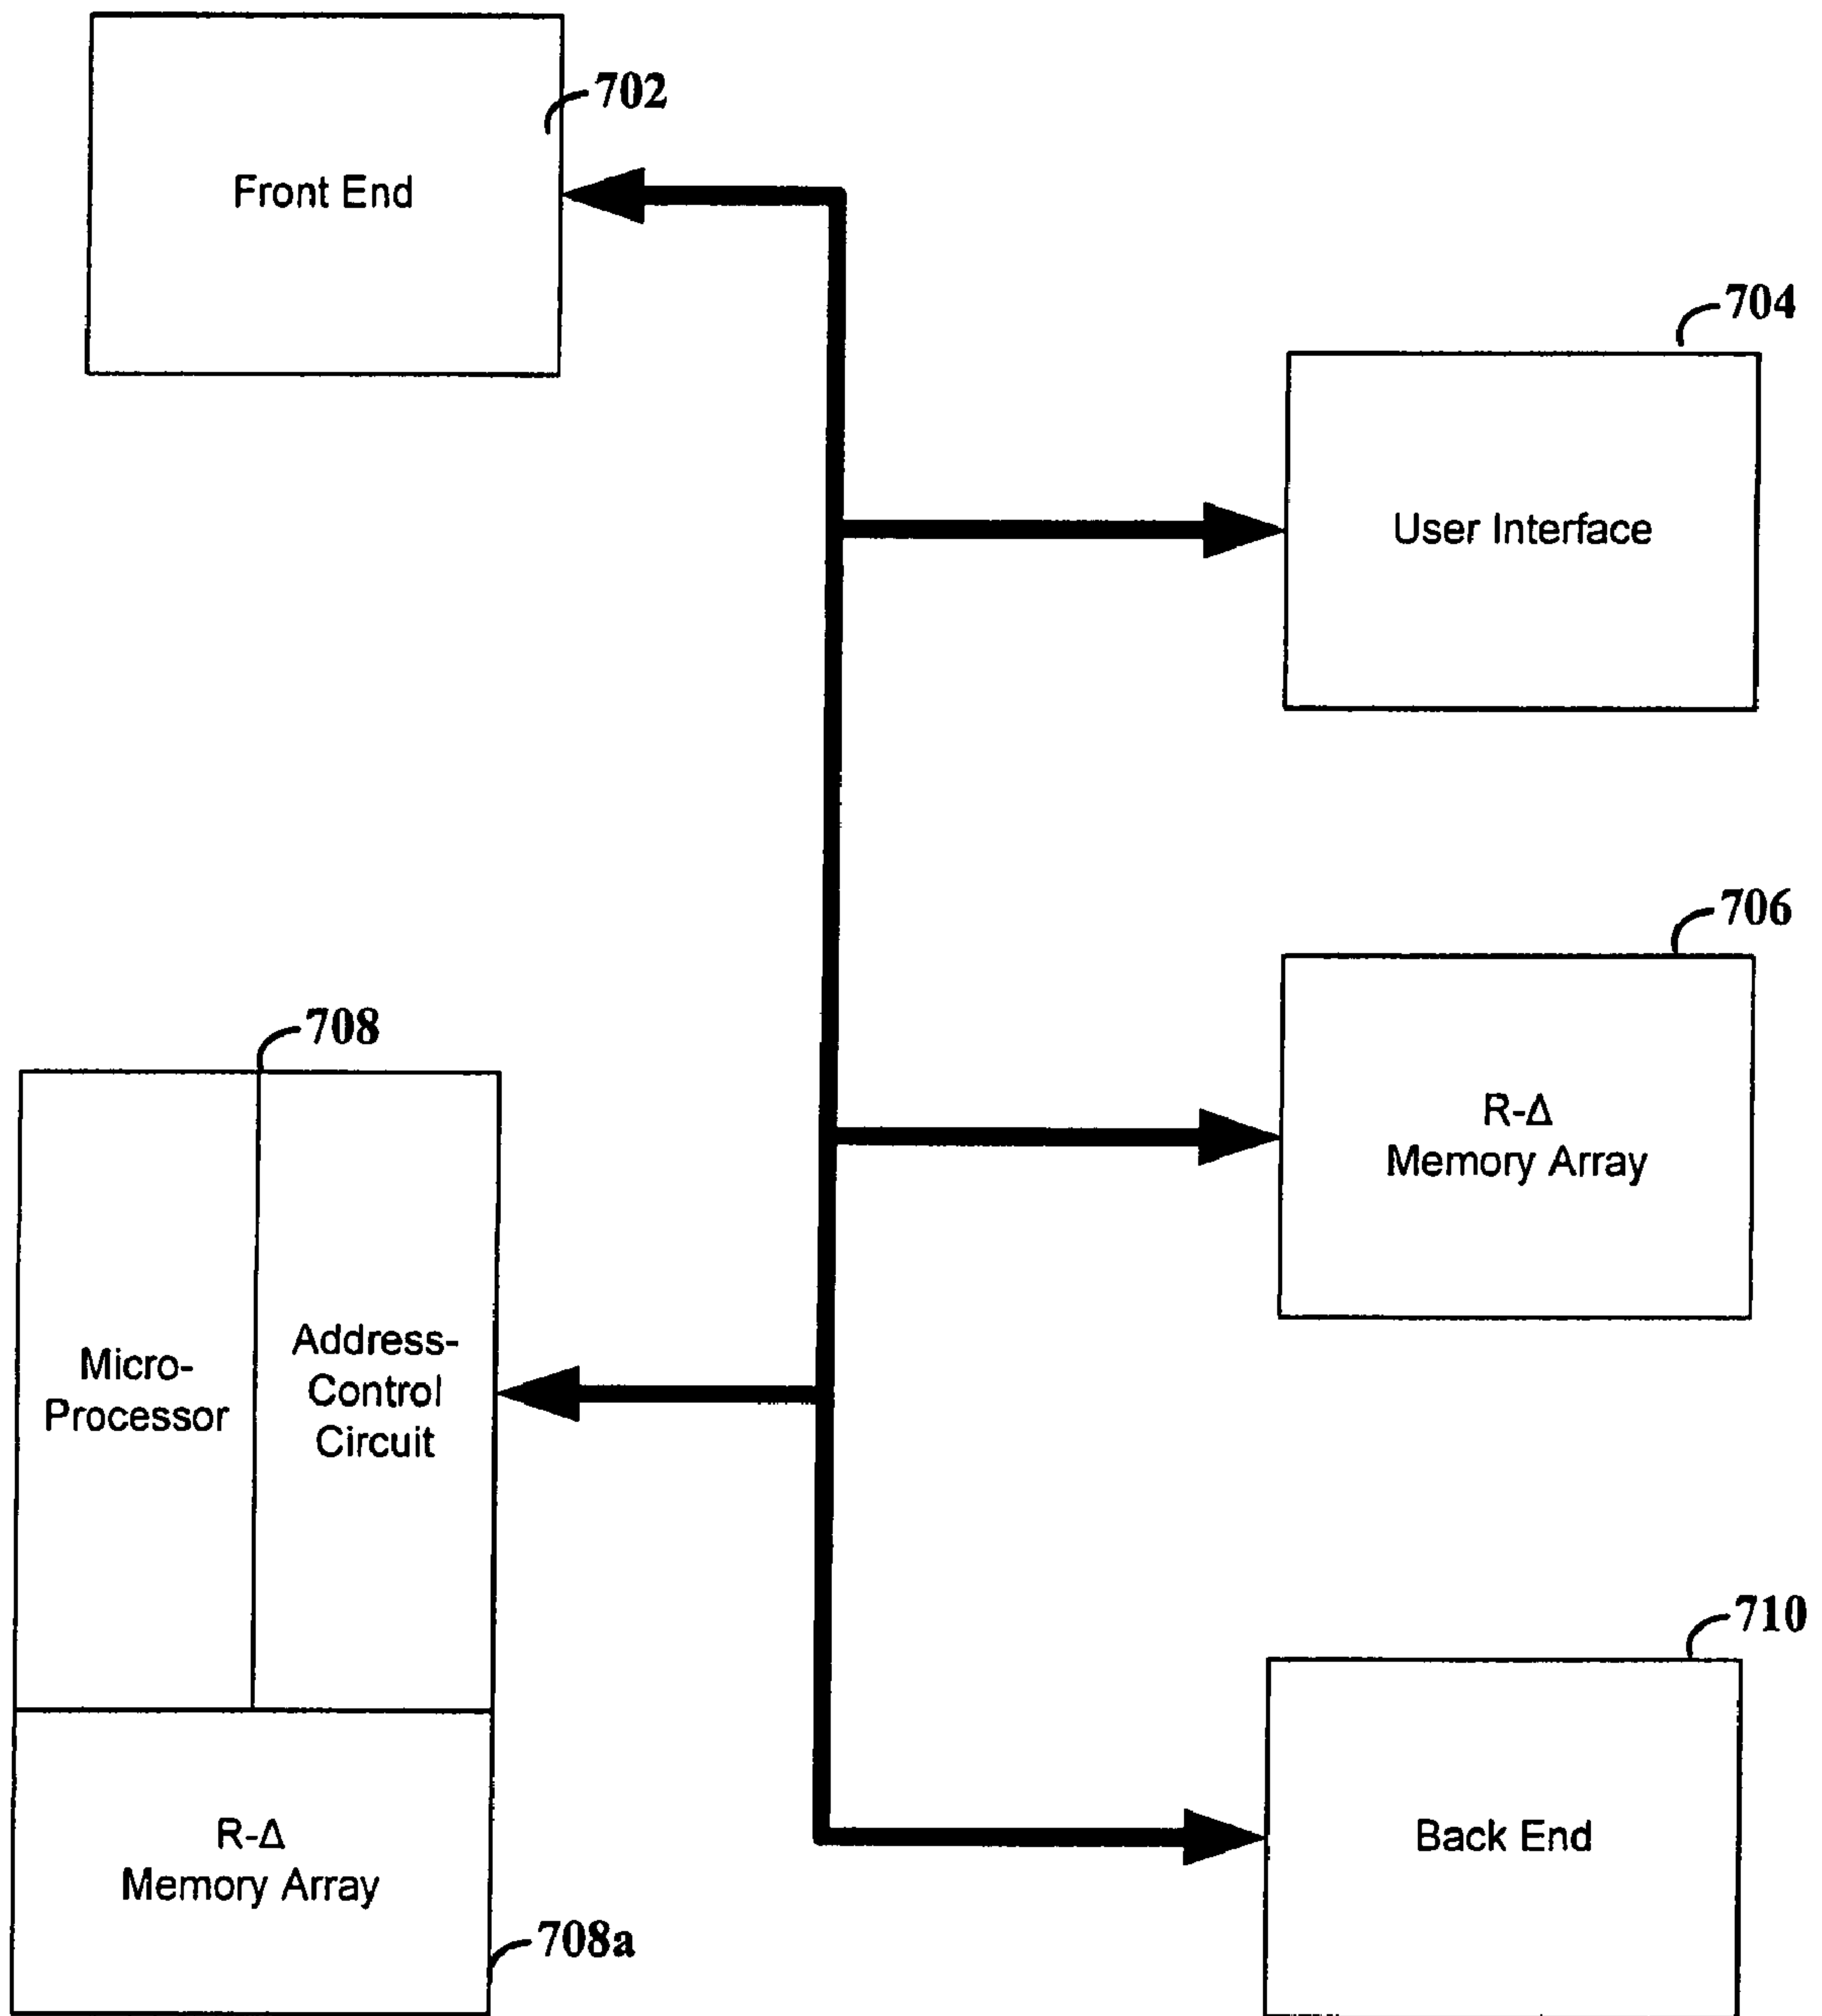 702
Front End
704
User Interface
706
R-Δ
Memory Array
708
Micro-
Processor
Address-
Control
Circuit
R-Δ
Memory Array
708a
710
Back End